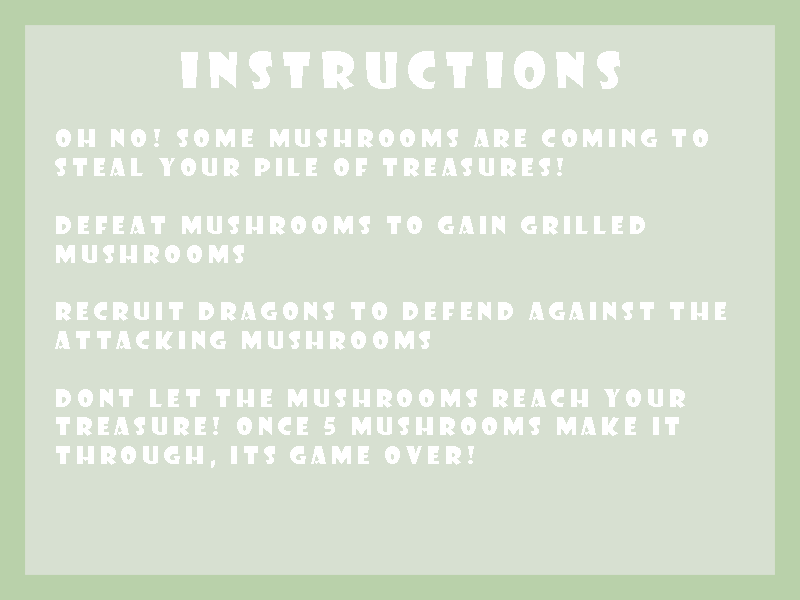 INSTRUCTIONS
OH NO! SOME MUSHROOMS ARE COMING TO
STEAL YOUR PILE OF TREASURES!
DEFEAT MUSHROOMS TO GAIN GRILLED
MUSHROOMS
RECRUIT DRAGONS TO DEFEND AGAINST THE
ATTACKING MUSHROOMS
DONT LET THE MUSHROOMS REACH YOUR
TREASURE! ONCE 5 MUSHROOMS MAKE IT
THROUGH, ITS GAME OVER!